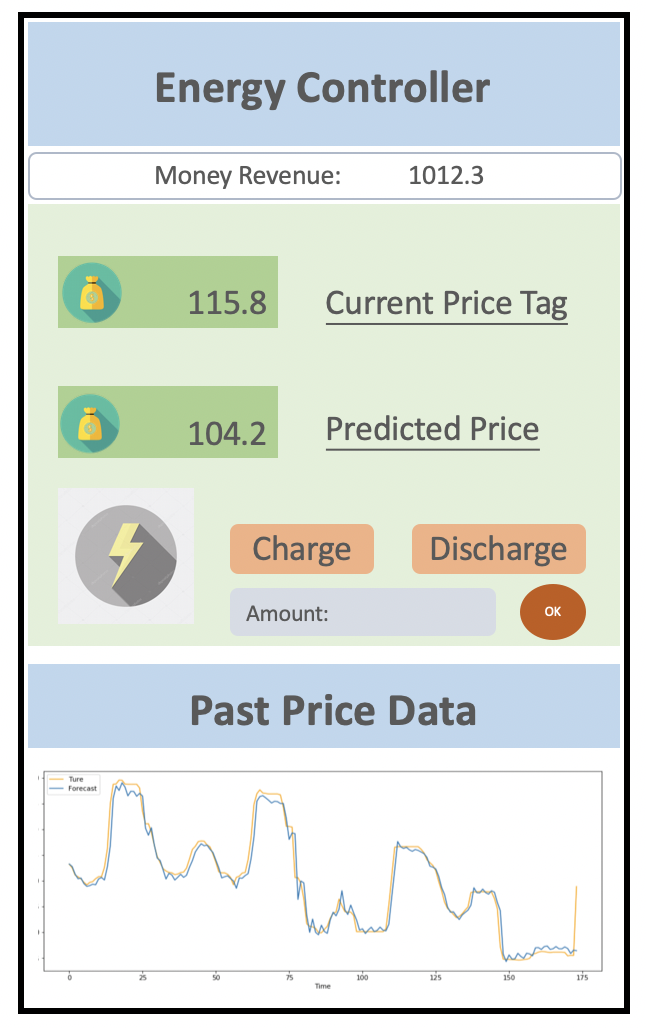 Energy Controller
Money Revenue: 1012.3
115.8 Current Price Tag
104.2 Predicted Price
Charge Discharge
Amount: OK
Past Price Data
Ture
Forecast
0 25 50 75 100 125 150 175
Time